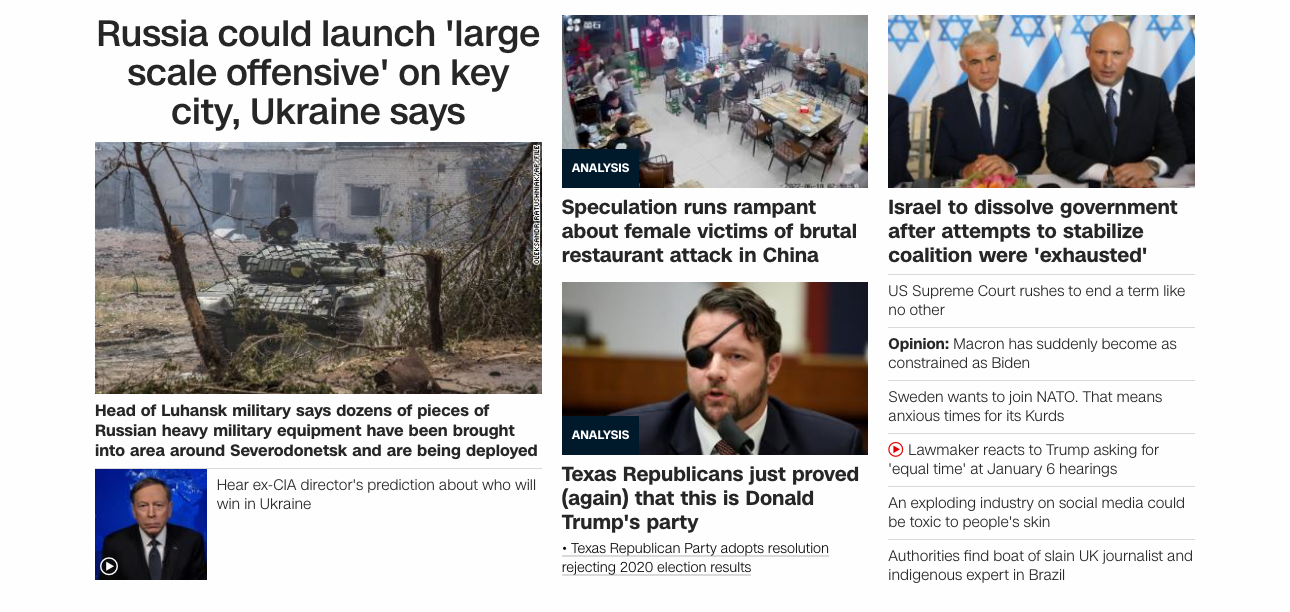 Russia could launch 'large
scale offensive' on key
city, Ukraine says
OLEKSANDR RATUSHNIAK/AP/FILE
Head of Luhansk military says dozens of pieces of
Russian heavy military equipment have been brought
into area around Severodonetsk and are being deployed
Hear ex-CIA director's prediction about who will
win in Ukraine
ANALYSIS
Speculation runs rampant
about female victims of brutal
restaurant attack in China
ANALYSIS
Texas Republicans just proved
(again) that this is Donald
Trump's party
• Texas Republican Party adopts resolution
rejecting 2020 election results
Israel to dissolve government
after attempts to stabilize
coalition were 'exhausted'
US Supreme Court rushes to end a term like
no other
Opinion: Macron has suddenly become as
constrained as Biden
Sweden wants to join NATO. That means
anxious times for its Kurds
Lawmaker reacts to Trump asking for
'equal time' at January 6 hearings
An exploding industry on social media could
be toxic to people's skin
Authorities find boat of slain UK journalist and
indigenous expert in Brazil